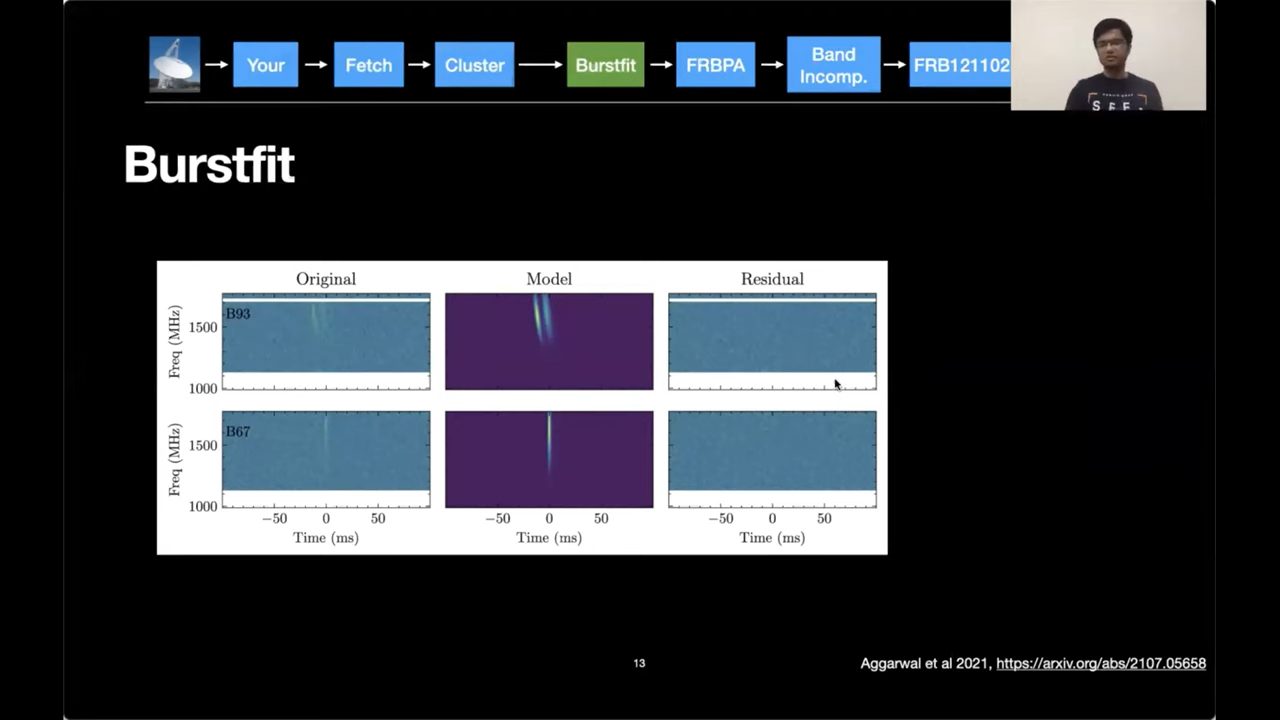 Your
Fetch
Cluster
Burstfit
FRBPA
Band
Incomp.
FRB121102
Burstfit
Original
Model
Residual
Freq (MHz)
1500
1000
B93
Freq (MHz)
1500
1000
B67
−50 0 50
−50 0 50
−50 0 50
Time (ms)
Time (ms)
Time (ms)
13
Aggarwal et al 2021, https://arxiv.org/abs/2107.05658